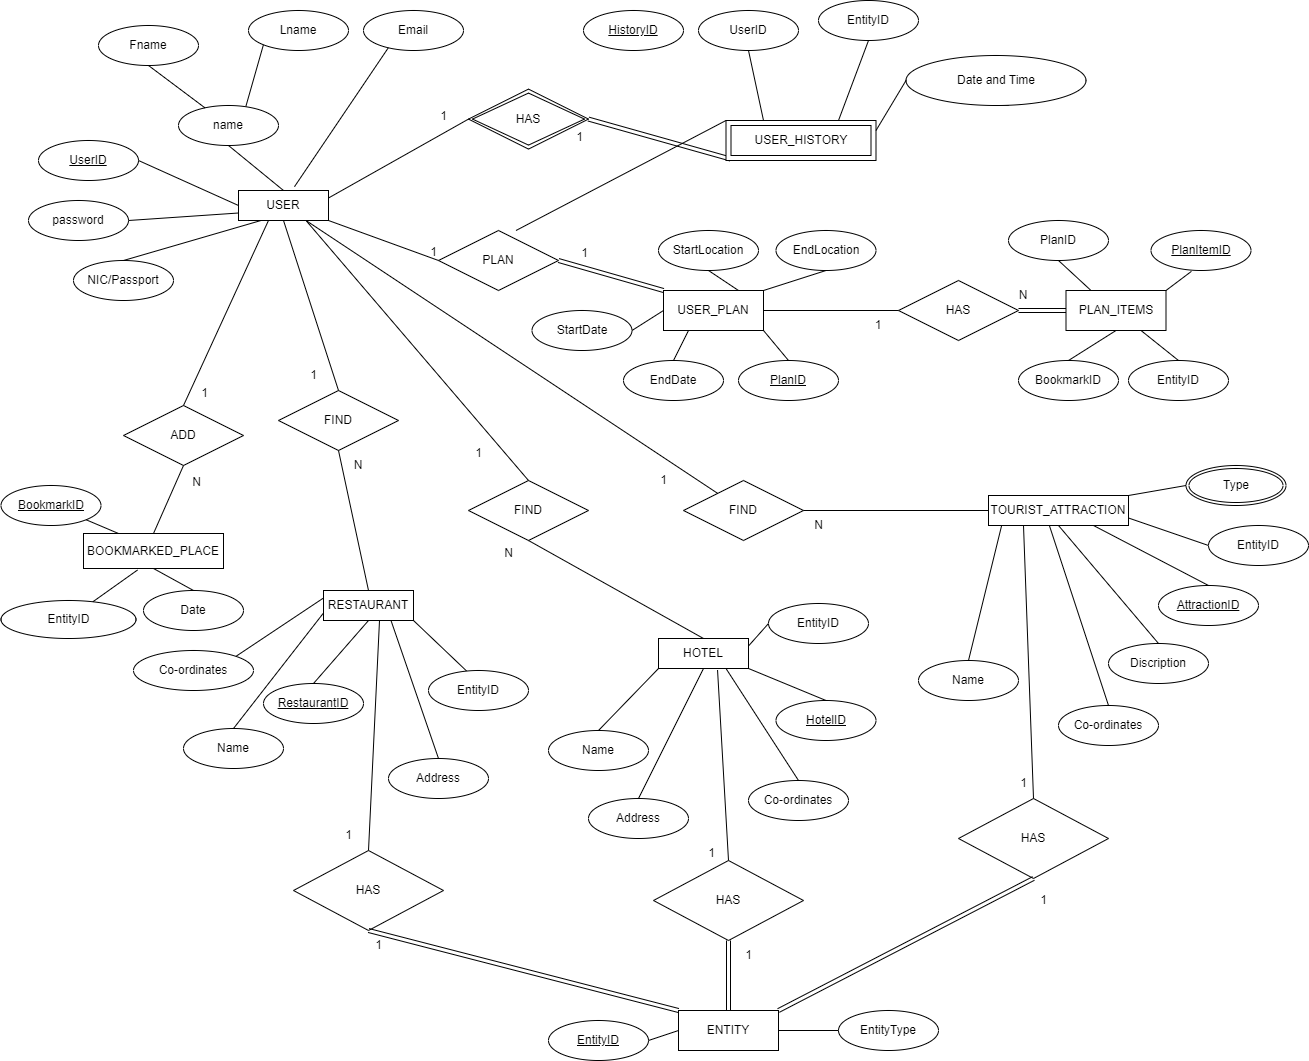 Fname
Lname
Email
HistoryID
UserID
EntityID
Date and Time
name
1
HAS
1
USER_HISTORY
UserID
USER
password
NIC/Passport
1
PLAN
1
StartLocation
EndLocation
PlanID
PlanItemID
StartDate
USER_PLAN
1
HAS
N
PLAN_ITEMS
EndDate
PlanID
BookmarkID
EntityID
1
ADD
N
1
FIND
N
1
FIND
N
1
FIND
N
TOURIST_ATTRACTION
Type
EntityID
AttractionID
Discription
Co-ordinates
Name
BookmarkID
BOOKMARKED_PLACE
EntityID
Date
RESTAURANT
Co-ordinates
Name
RestaurantID
EntityID
Address
HOTEL
EntityID
HotelID
Name
Address
Co-ordinates
1
HAS
1
1
HAS
1
1
HAS
1
EntityID
ENTITY
EntityType